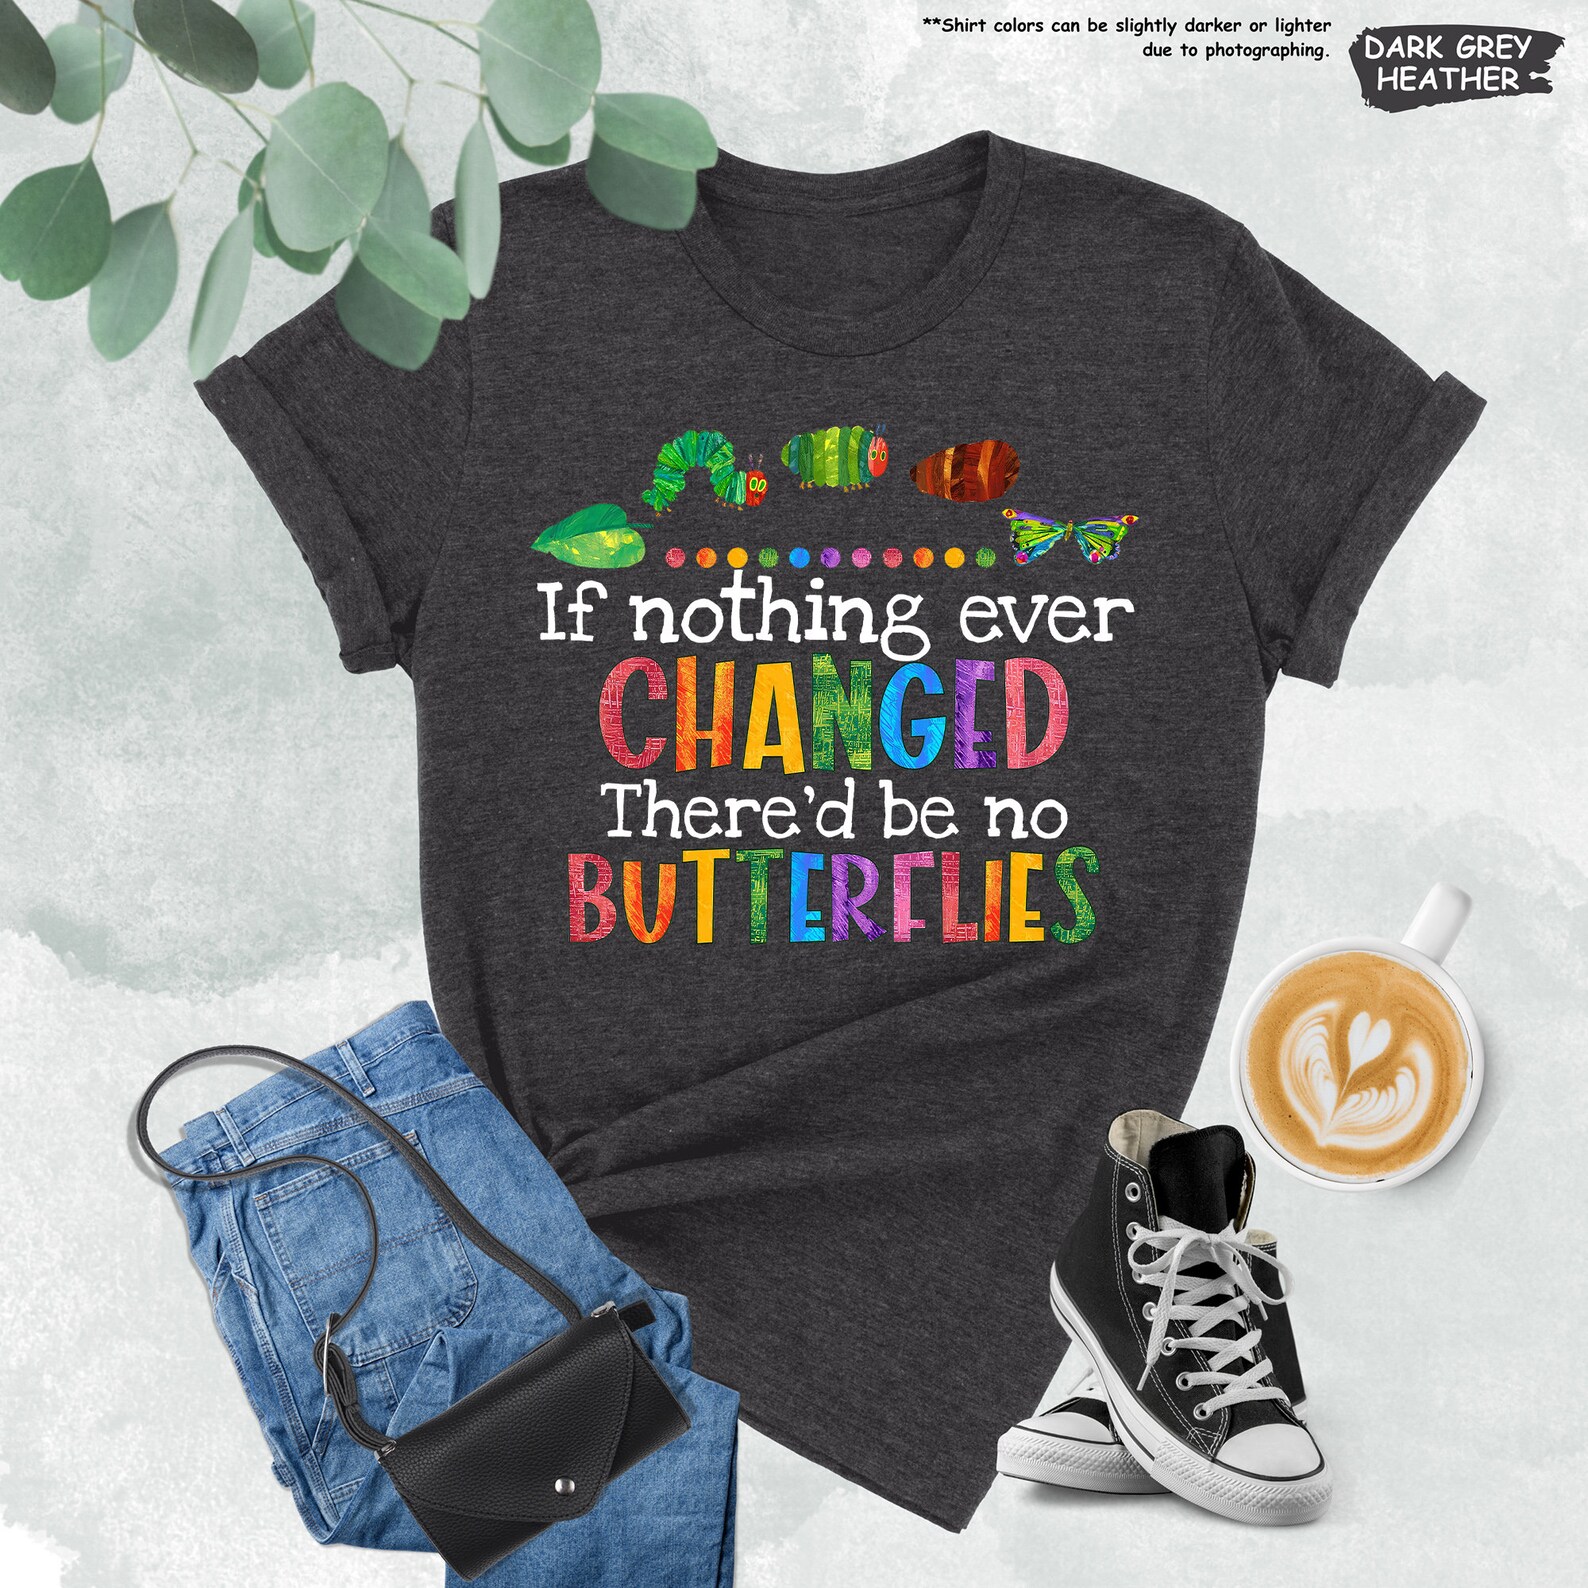 **Shirt colors can be slightly darker or lighter
due to photographing.
DARK GREY
HEATHER
If nothing ever
CHANGED
There'd be no
BUTTERFLIES